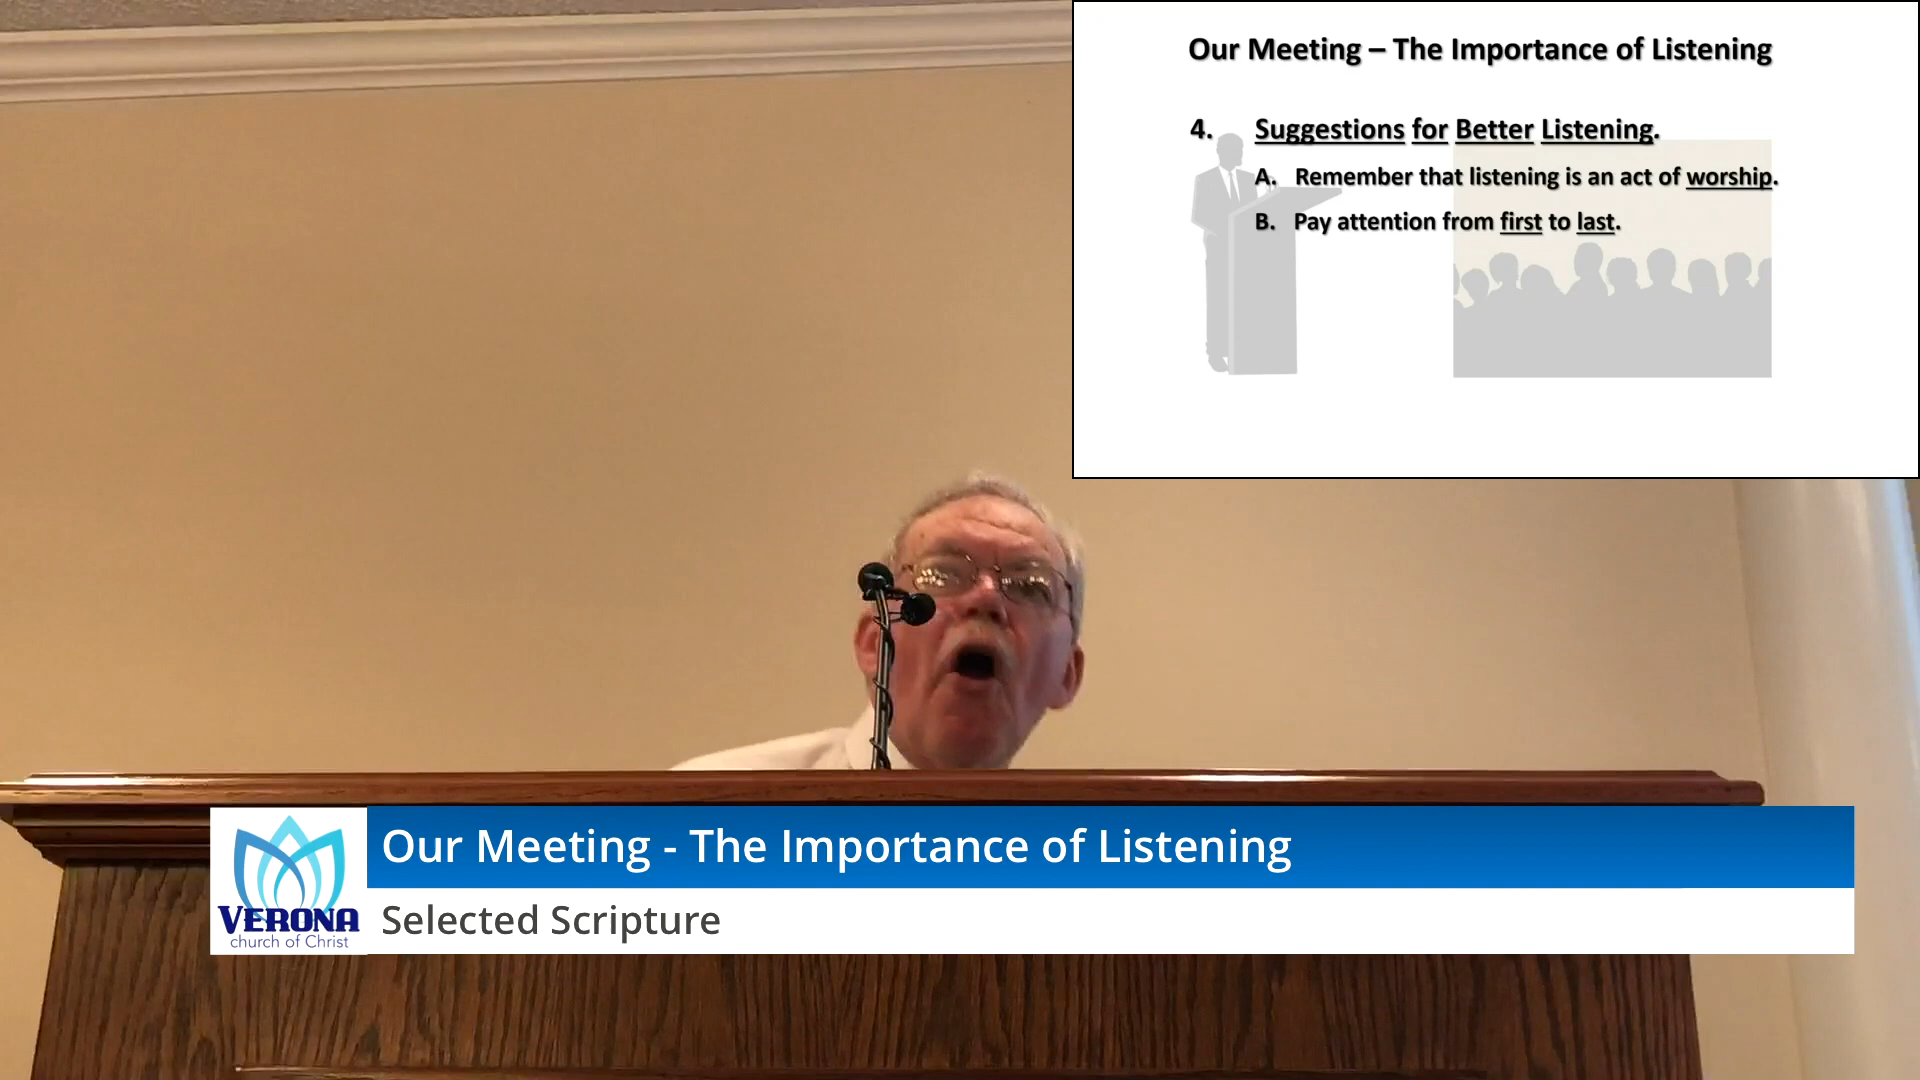 Our Meeting – The Importance of Listening
4. Suggestions for Better Listening.
A. Remember that listening is an act of worship.
B. Pay attention from first to last.
Our Meeting - The Importance of Listening
VERONA
church of Christ
Selected Scripture